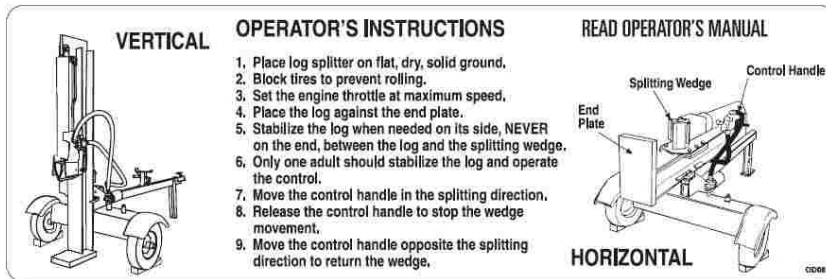 VERTICAL
OPERATOR'S INSTRUCTIONS
1. Place log splitter on flat, dry, solid ground.
2. Block tires to prevent rolling.
3. Set the engine throttle at maximum speed.
4. Place the log against the end plate.
5. Stabilize the log when needed on its side, NEVER
on the end, between the log and the splitting wedge.
6. Only one adult should stabilize the log and operate
the control.
7. Move the control handle in the splitting direction.
8. Release the control handle to stop the wedge
movement.
9. Move the control handle opposite the splitting
direction to return the wedge.
READ OPERATOR'S MANUAL
Control Handle
Splitting Wedge
End
Plate
HORIZONTAL